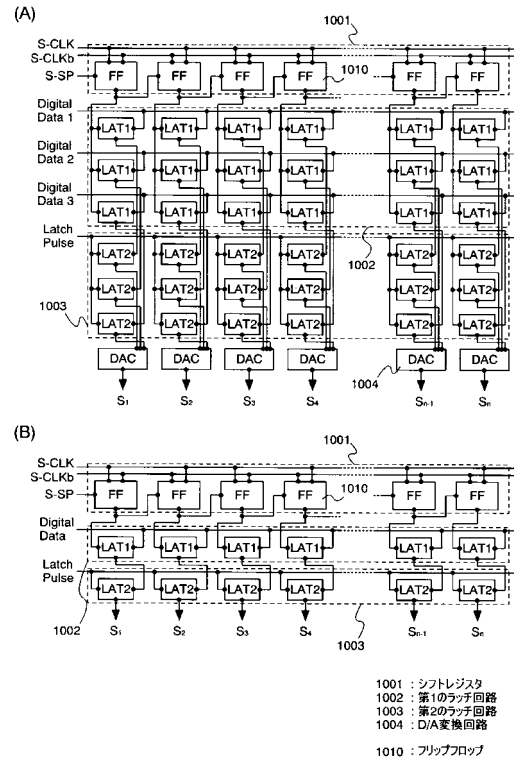 (A)
1001
S-CLK
S-CLKb
S-SP
FF FF FF FF FF FF
1010
Digital
Data 1
LAT1 LAT1 LAT1 LAT1 LAT1 LAT1
Digital
Data 2
LAT1 LAT1 LAT1 LAT1 LAT1 LAT1
Digital
Data 3
LAT1 LAT1 LAT1 LAT1 LAT1 LAT1
Latch
Pulse
1002
LAT2 LAT2 LAT2 LAT2 LAT2 LAT2
1003
LAT2 LAT2 LAT2 LAT2 LAT2 LAT2
LAT2 LAT2 LAT2 LAT2 LAT2 LAT2
DAC DAC DAC DAC DAC DAC
1004
S1 S2 S3 S4 Sn-1 Sn
(B)
1001
S-CLK
S-CLKb
S-SP
FF FF FF FF FF FF
1010
Digital
Data
LAT1 LAT1 LAT1 LAT1 LAT1 LAT1
Latch
Pulse
LAT2 LAT2 LAT2 LAT2 LAT2 LAT2
1002
S1 S2 S3 S4 Sn-1 Sn
1003
1001 : シフトレジスタ
1002 : 第1のラッチ回路
1003 : 第2のラッチ回路
1004 : D/A変換回路
1010 : フリップフロップ